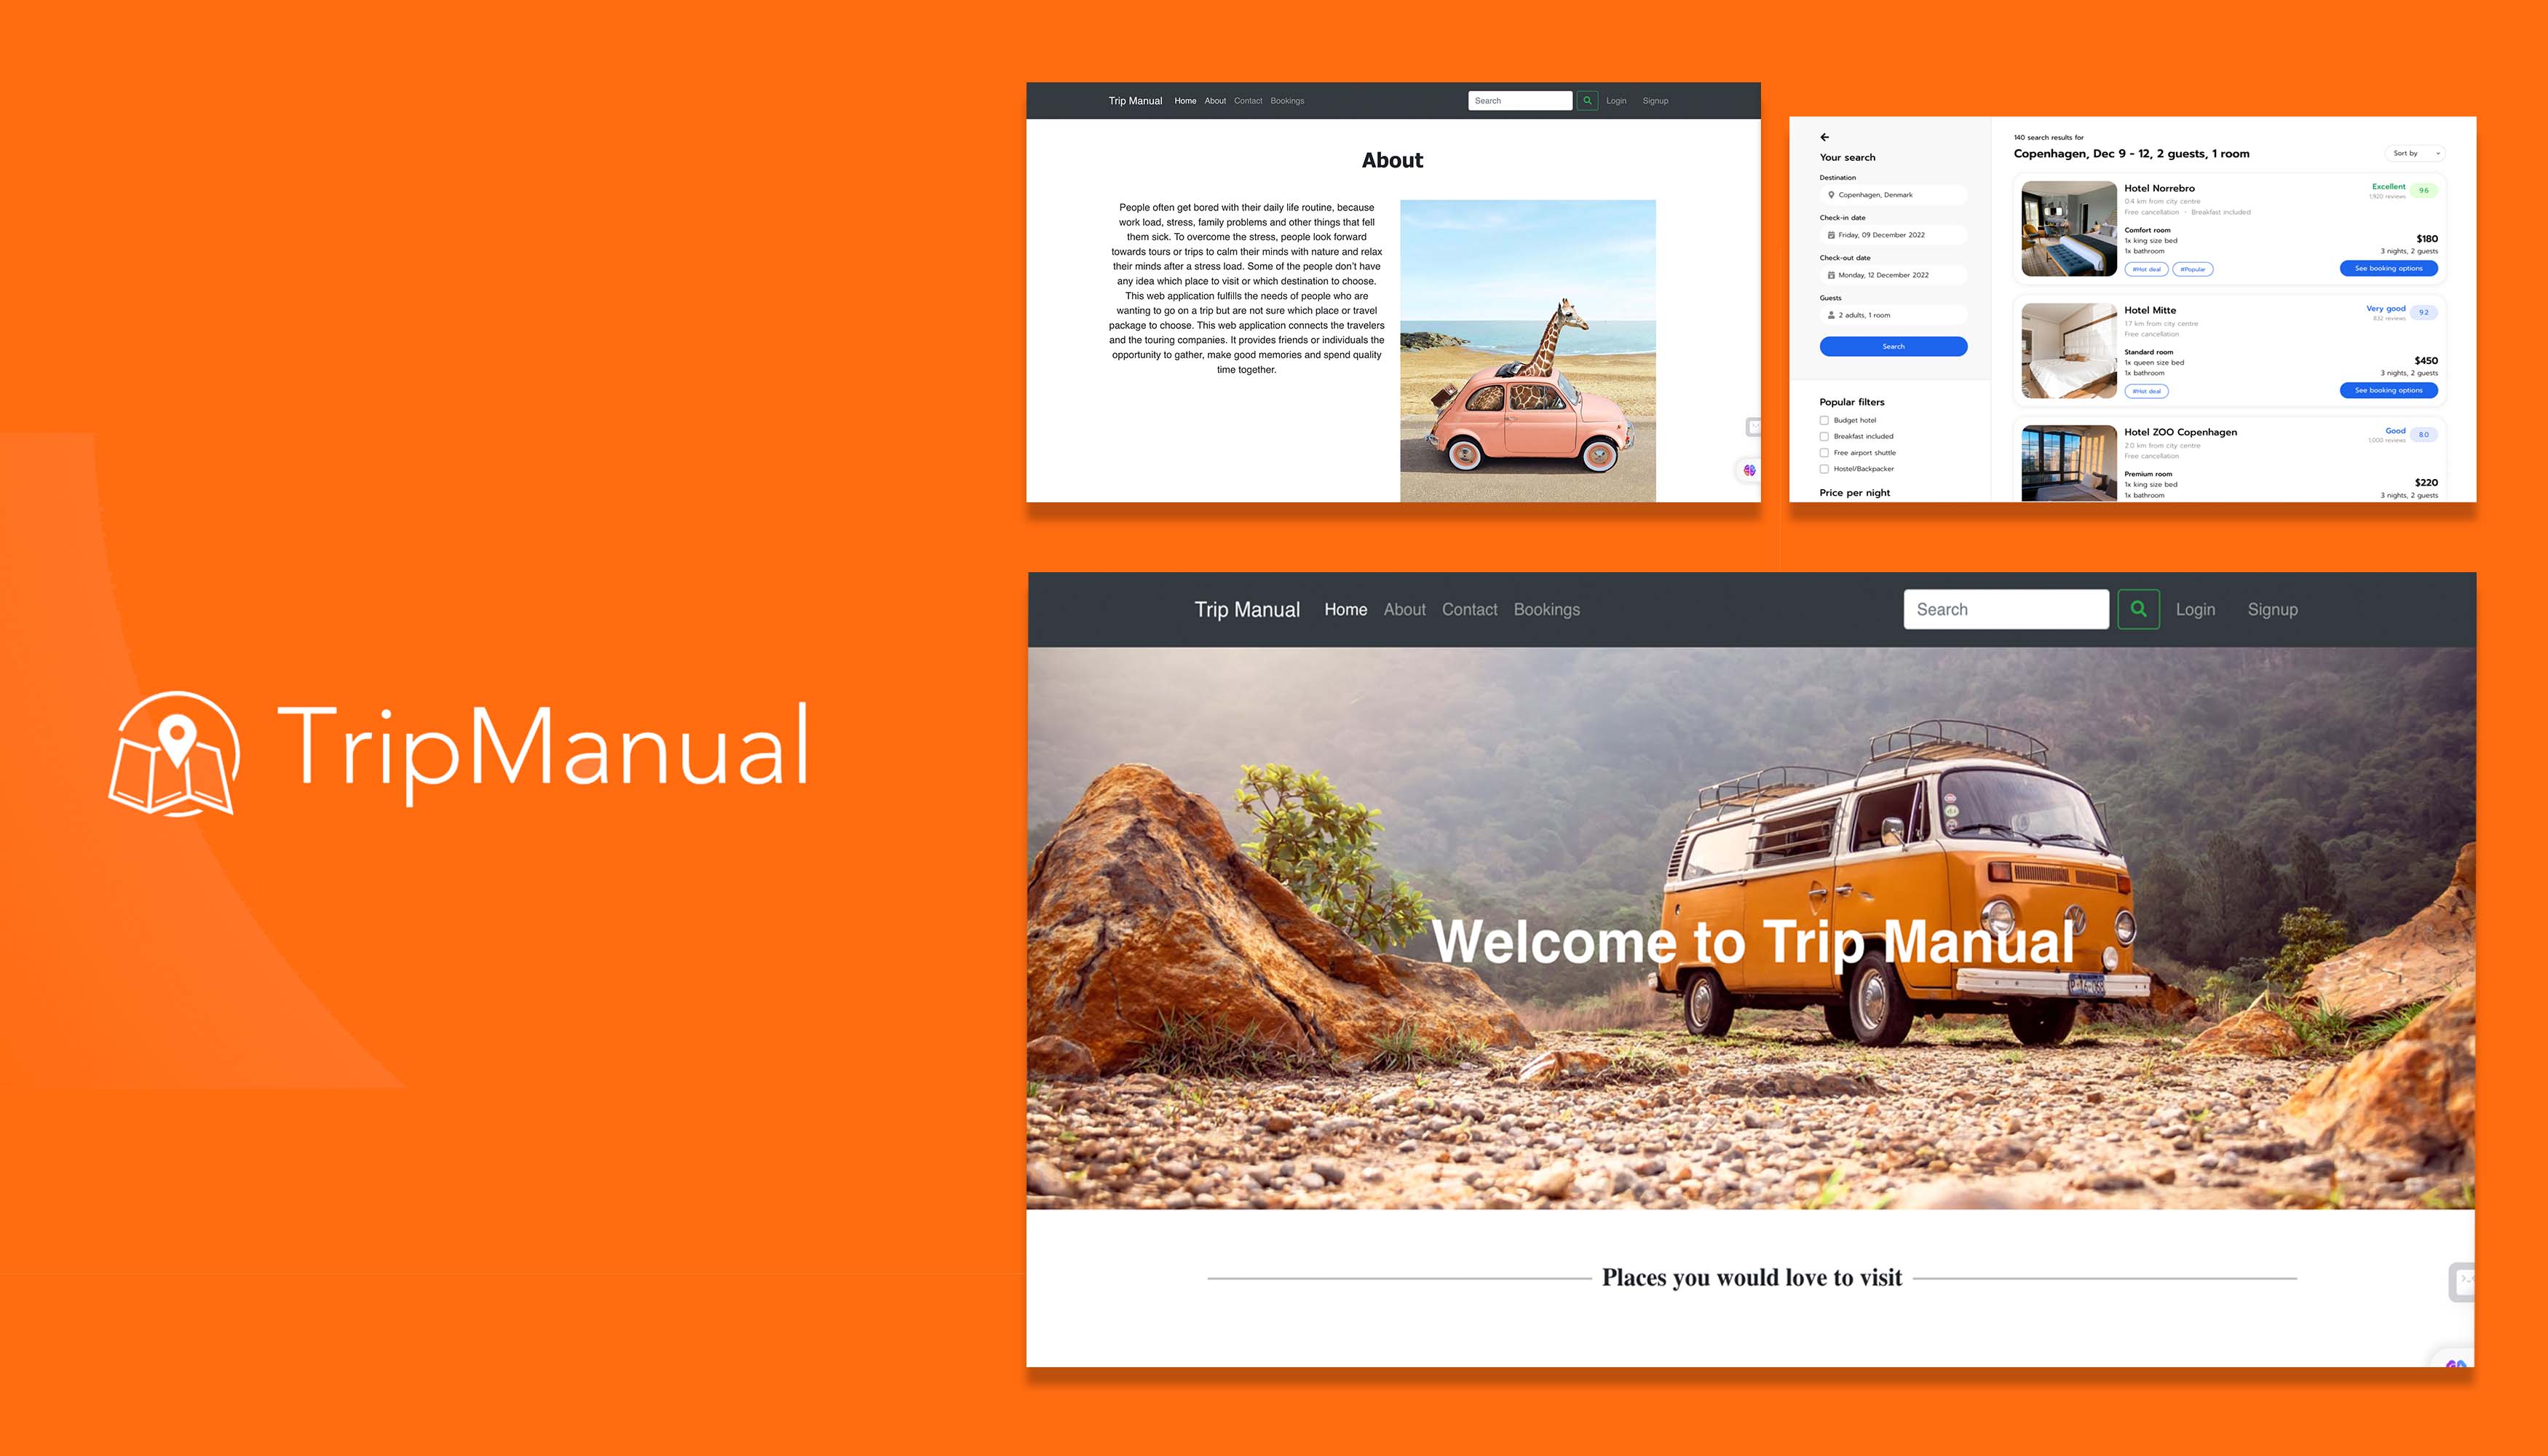 TripManual
Trip Manual Home About Contact Bookings Search Login Signup
About
People often get bored with their daily life routine, because
work load, stress, family problems and other things that fell
them sick. To overcome the stress, people look forward
towards tours or trips to calm their minds with nature and relax
their minds after a stress load. Some of the people don't have
any idea which place to visit or which destination to choose.
This web application fulfills the needs of people who are
wanting to go on a trip but are not sure which place or travel
package to choose. This web application connects the travelers
and the touring companies. It provides friends or individuals the
opportunity to gather, make good memories and spend quality
time together.
Your search
Destination
Copenhagen, Denmark
Check-in date
Friday, 09 December 2022
Check-out date
Monday, 12 December 2022
Guests
2 adults, 1 room
Search
Popular filters
Budget hotel
Breakfast included
Free airport shuttle
Hostel/Backpacker
Price per night
140 search results for
Copenhagen, Dec 9 - 12, 2 guests, 1 room
Sort by
Hotel Norrebro
Excellent 9.6
0.4 km from city centre
1,920 reviews
Free cancellation • Breakfast included
Comfort room
1x king size bed
$180
1x bathroom
3 nights, 2 guests
#Hot deal #Popular
See booking options
Hotel Mitte
Very good 9.2
1.7 km from city centre
832 reviews
Free cancellation
Standard room
1x queen size bed
$450
1x bathroom
3 nights, 2 guests
#Hot deal
See booking options
Hotel ZOO Copenhagen
Good 8.0
2.0 km from city centre
1,000 reviews
Free cancellation
Premium room
1x king size bed
$220
1x bathroom
3 nights, 2 guests
Trip Manual Home About Contact Bookings Search Login Signup
Welcome to Trip Manual
Places you would love to visit